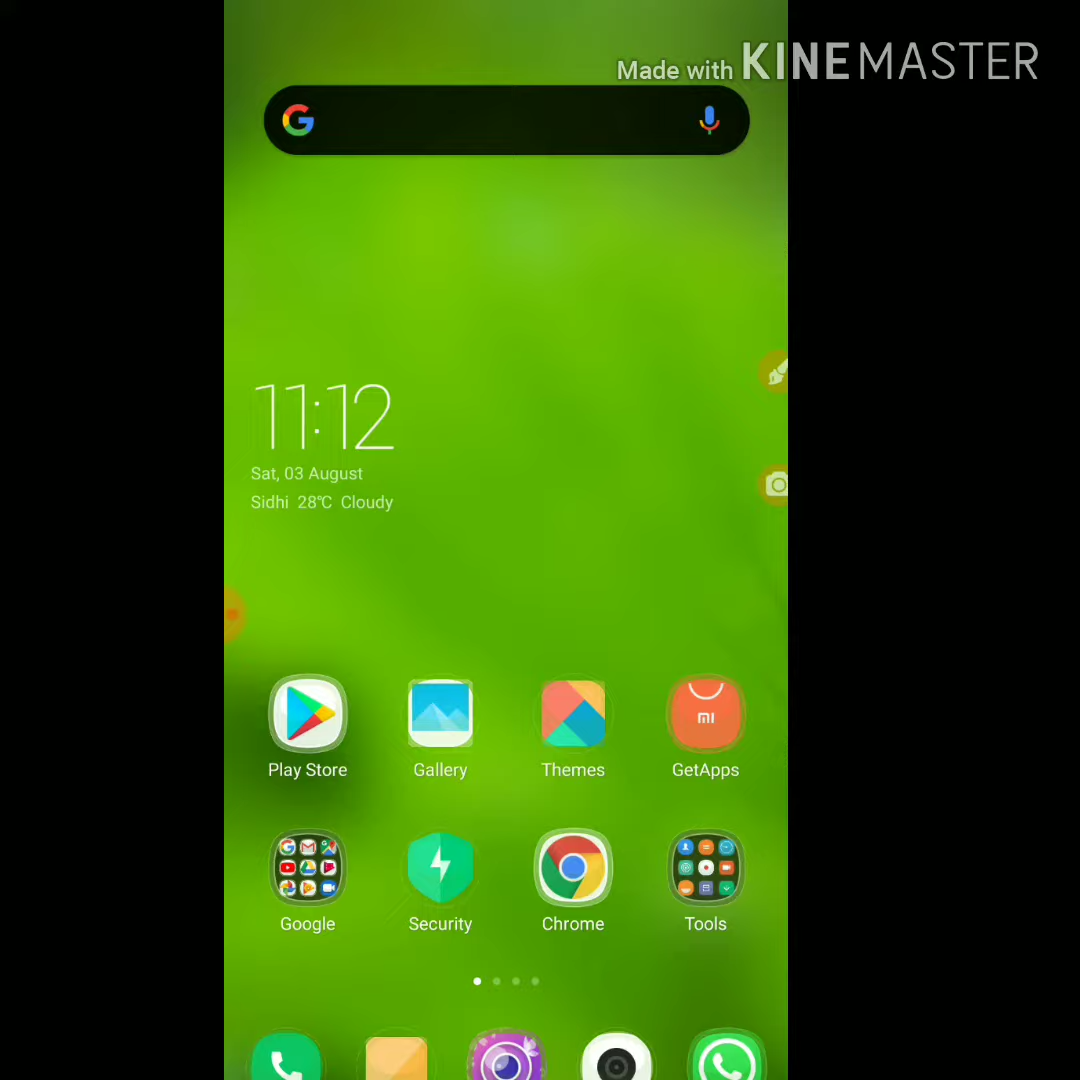 Made with KINEMASTER
11:12
Sat, 03 August
Sidhi 28℃ Cloudy
mi
Play Store Gallery Themes GetApps
Google Security Chrome Tools